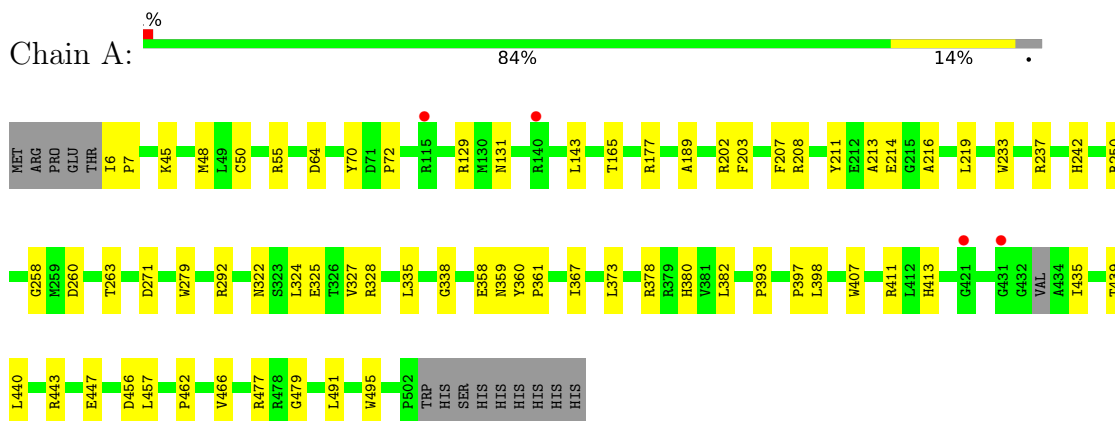 .%
Chain A:
84% 14% •
MET ARG PRO GLU THR I6 P7 K45 M48 L49 C50 R55 D64 Y70 D71 P72 R115 R129 M130 N131 R140 L143 T165 R177 A189 R202 F203 F207 R208 Y211 E212 A213 E214 G215 A216 L219 W233 R237 H242
G258 M259 D260 T263 D271 W279 R292 N322 S323 L324 E325 T326 V327 R328 L335 G338 E358 N359 Y360 P361 I367 L373 R378 R379 H380 V381 L382 P393 P397 L398 W407 R411 L412 H413 G421 G431 G432 VAL A434 I435 T439
L440 R443 E447 D456 L457 P462 V466 R477 R478 G479 L491 W495 P502 TRP HIS SER HIS HIS HIS HIS HIS HIS